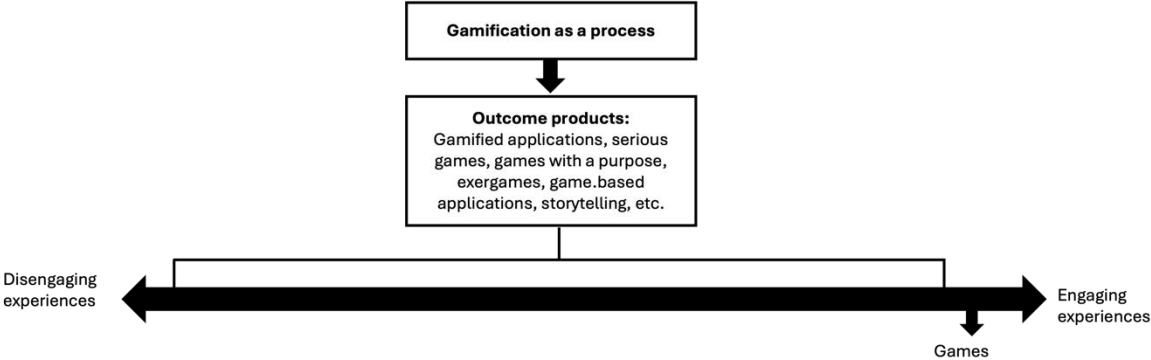 Gamification as a process
Outcome products:
Gamified applications, serious
games, games with a purpose,
exergames, game.based
applications, storytelling, etc.
Disengaging
experiences
Engaging
experiences
Games